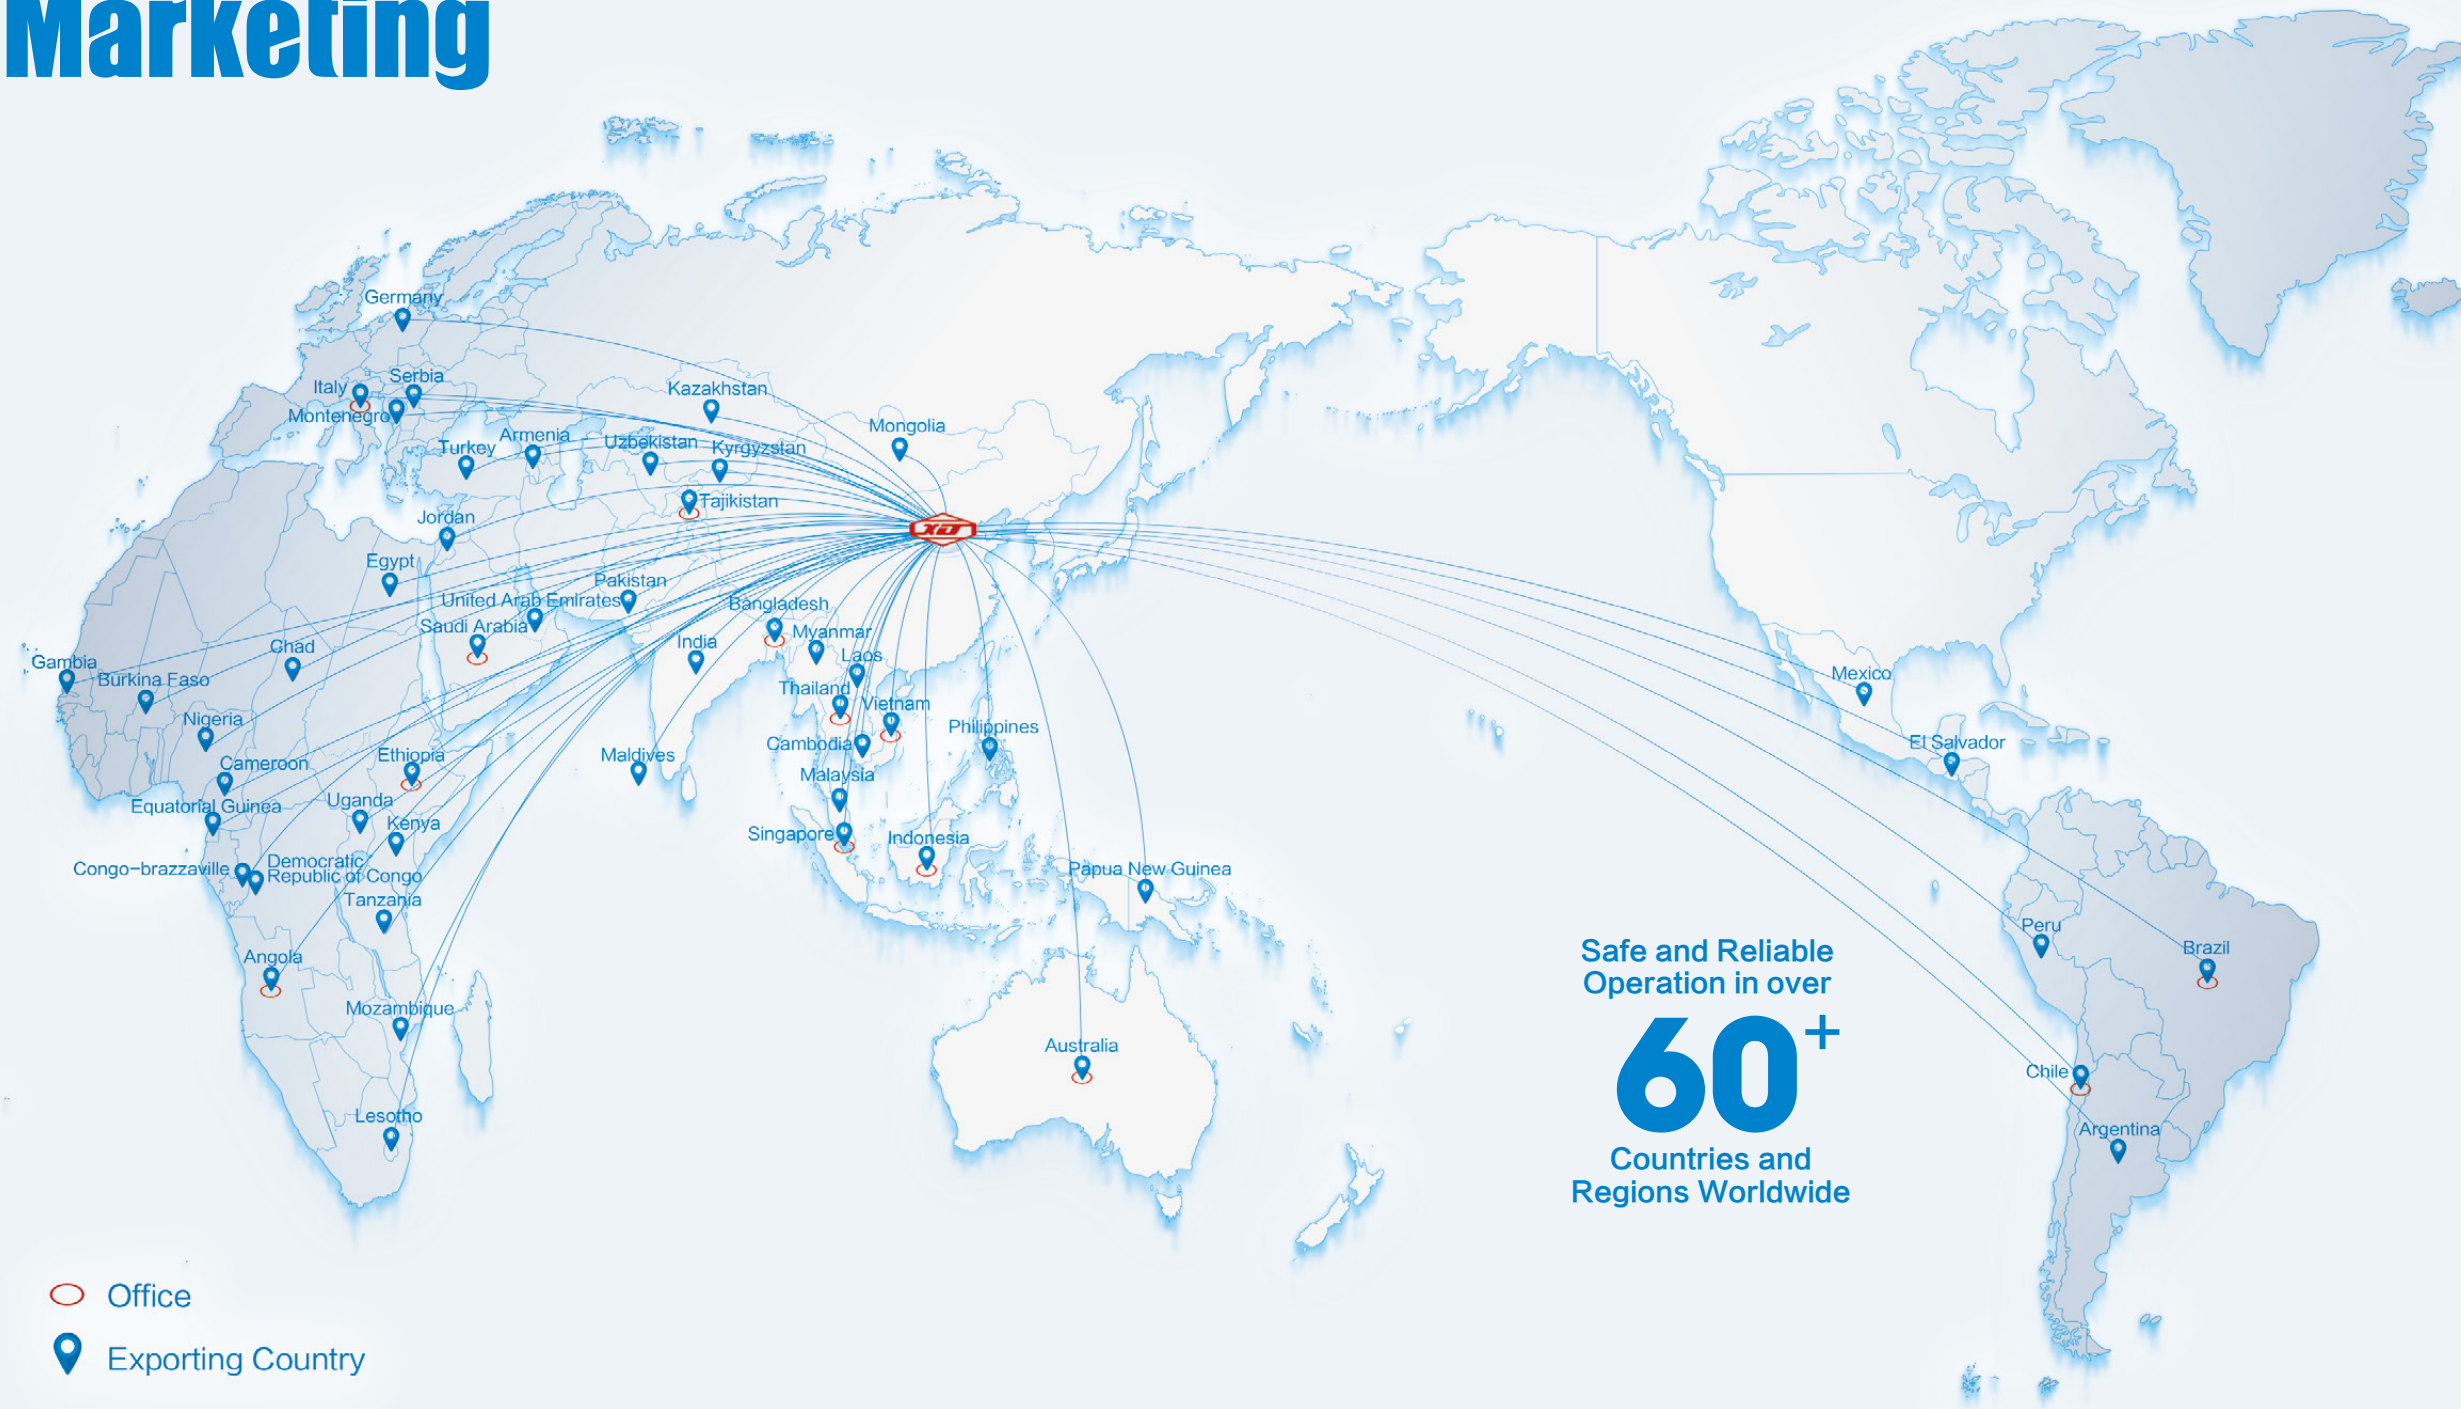 Marketing
Germany
Italy
Serbia
Montenegro
Kazakhstan
Mongolia
Turkey
Armenia
Uzbekistan
Kyrgyzstan
Tajikistan
Jordan
Egypt
Pakistan
United Arab Emirates
Saudi Arabia
Bangladesh
India
Myanmar
Laos
Chad
Gambia
Burkina Faso
Nigeria
Thailand
Vietnam
Philippines
Cambodia
Malaysia
Maldives
Ethiopia
Cameroon
Equatorial Guinea
Uganda
Kenya
Singapore
Indonesia
Congo-brazzaville
Democratic
Republic of Congo
Papua New Guinea
Tanzania
Angola
Mozambique
Australia
Lesotho
Mexico
El Salvador
Peru
Brazil
Chile
Argentina
Safe and Reliable
Operation in over
60+
Countries and
Regions Worldwide
Office
Exporting Country